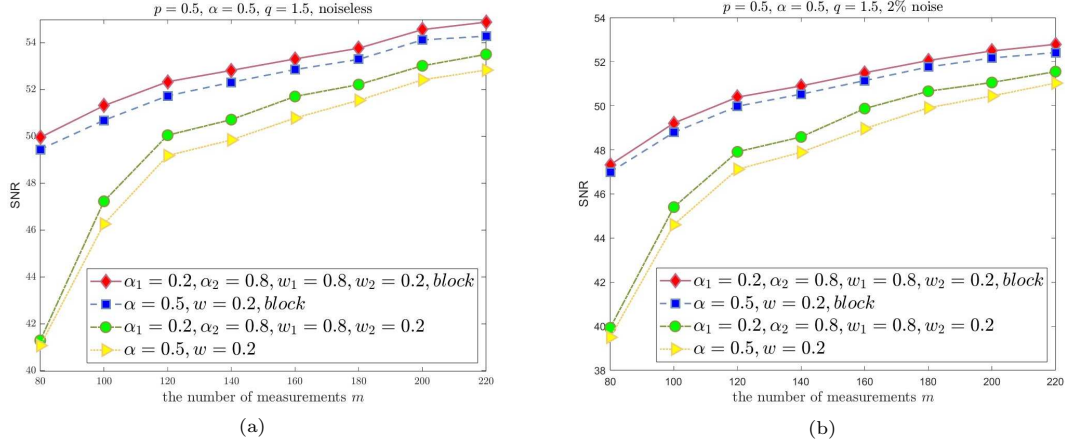 p = 0.5, α = 0.5, q = 1.5, noiseless
SNR
54
52
50
48
46
44
42
40
80 100 120 140 160 180 200 220
the number of measurements m
α₁ = 0.2, α₂ = 0.8, w₁ = 0.8, w₂ = 0.2, block
α = 0.5, w = 0.2, block
α₁ = 0.2, α₂ = 0.8, w₁ = 0.8, w₂ = 0.2
α = 0.5, w = 0.2
(a)
p = 0.5, α = 0.5, q = 1.5, 2% noise
SNR
54
52
50
48
46
44
42
40
38
80 100 120 140 160 180 200 220
the number of measurements m
α₁ = 0.2, α₂ = 0.8, w₁ = 0.8, w₂ = 0.2, block
α = 0.5, w = 0.2, block
α₁ = 0.2, α₂ = 0.8, w₁ = 0.8, w₂ = 0.2
α = 0.5, w = 0.2
(b)